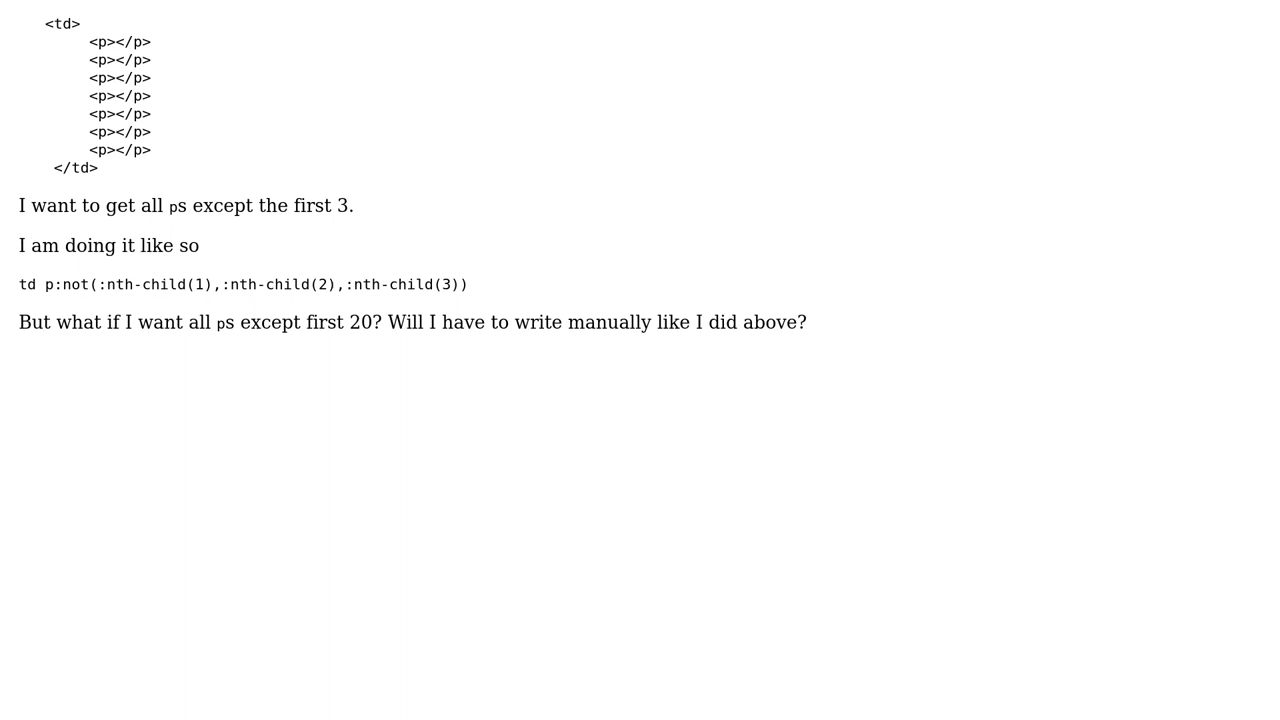 <td>
<p></p>
<p></p>
<p></p>
<p></p>
<p></p>
<p></p>
<p></p>
</td>
I want to get all ps except the first 3.
I am doing it like so
td p:not(:nth-child(1),:nth-child(2),:nth-child(3))
But what if I want all ps except first 20? Will I have to write manually like I did above?